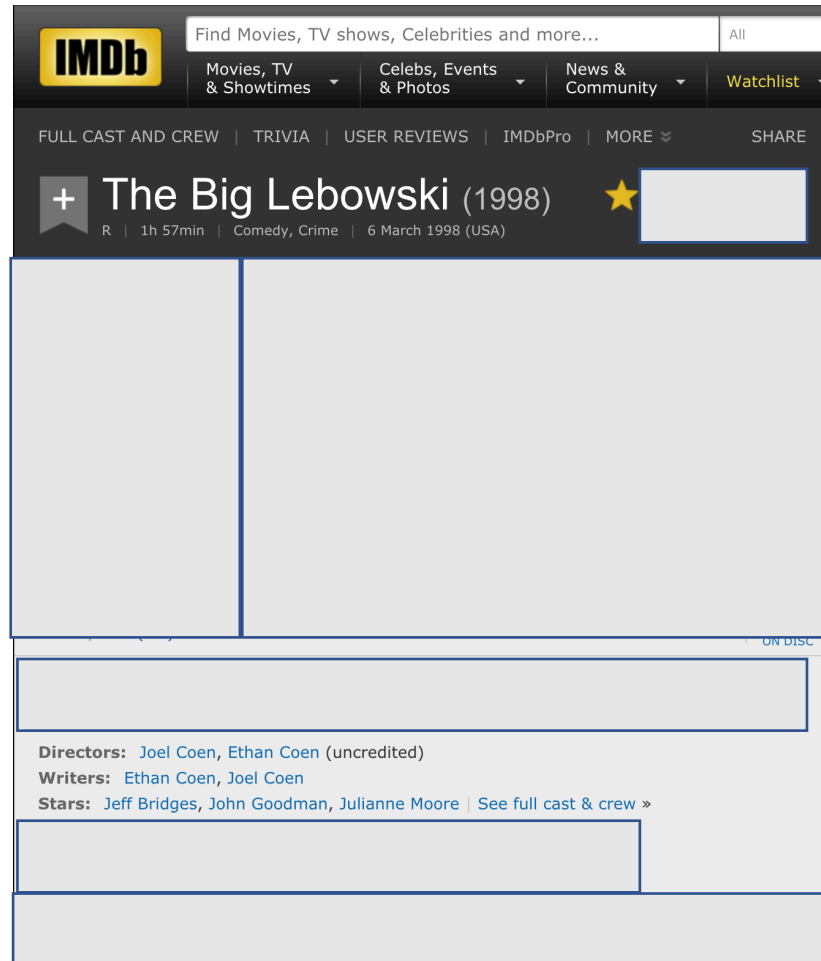 IMDb
Find Movies, TV shows, Celebrities and more...
All
Movies, TV & Showtimes
Celebs, Events & Photos
News & Community
Watchlist
FULL CAST AND CREW | TRIVIA | USER REVIEWS | IMDbPro | MORE
SHARE
+ The Big Lebowski (1998)
R | 1h 57min | Comedy, Crime | 6 March 1998 (USA)
ON DISC
Directors: Joel Coen, Ethan Coen (uncredited)
Writers: Ethan Coen, Joel Coen
Stars: Jeff Bridges, John Goodman, Julianne Moore | See full cast & crew »